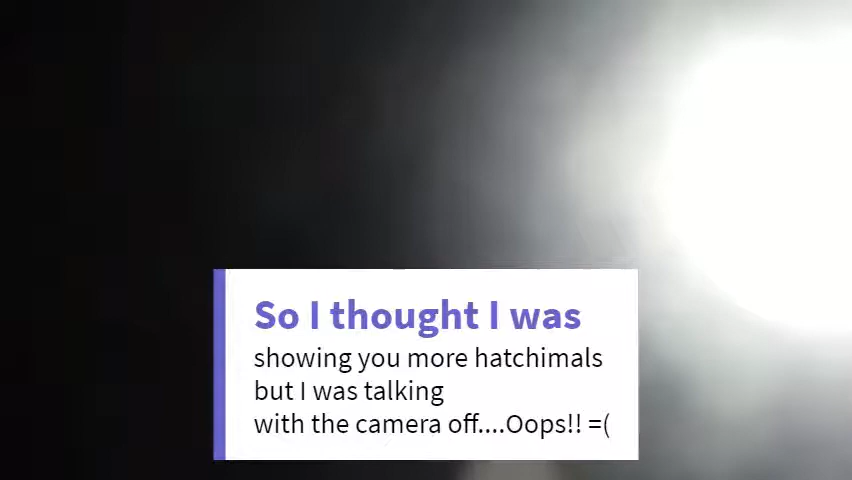 So I thought I was
showing you more hatchimals
but I was talking
with the camera off....Oops!! =(